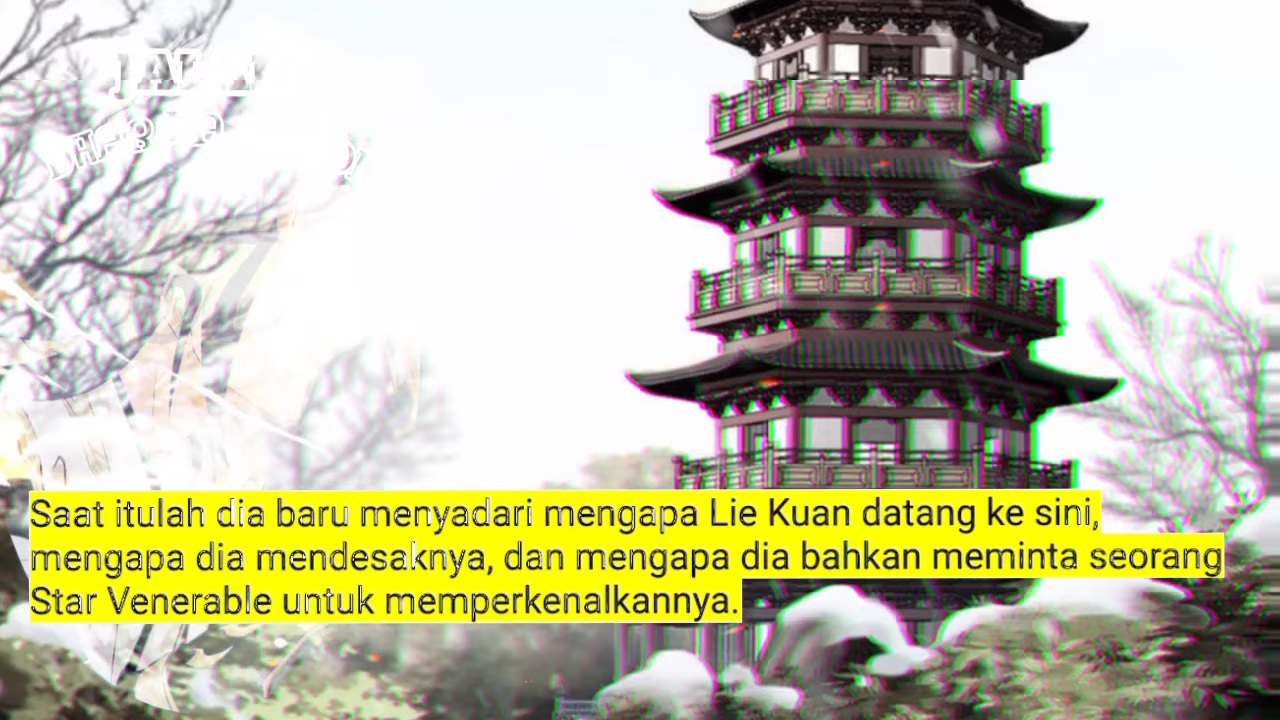 Saat itulah dia baru menyadari mengapa Lie Kuan datang ke sini,
mengapa dia mendesaknya, dan mengapa dia bahkan meminta seorang
Star Venerable untuk memperkenalkannya.